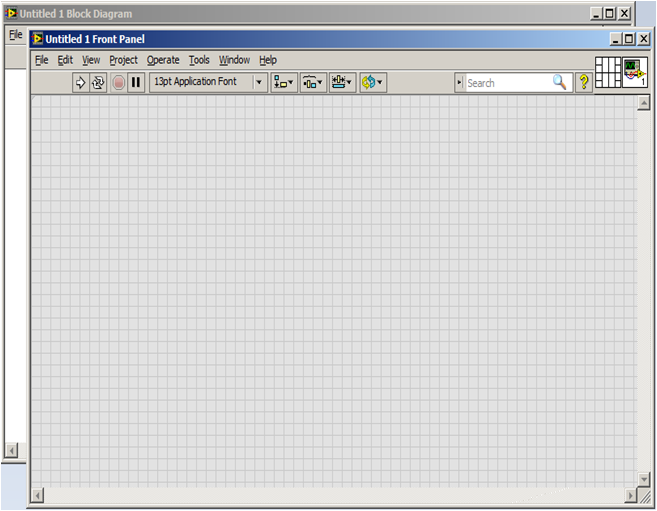 Untitled 1 Block Diagram
File
Untitled 1 Front Panel
File Edit View Project Operate Tools Window Help
13pt Application Font Search ? 1